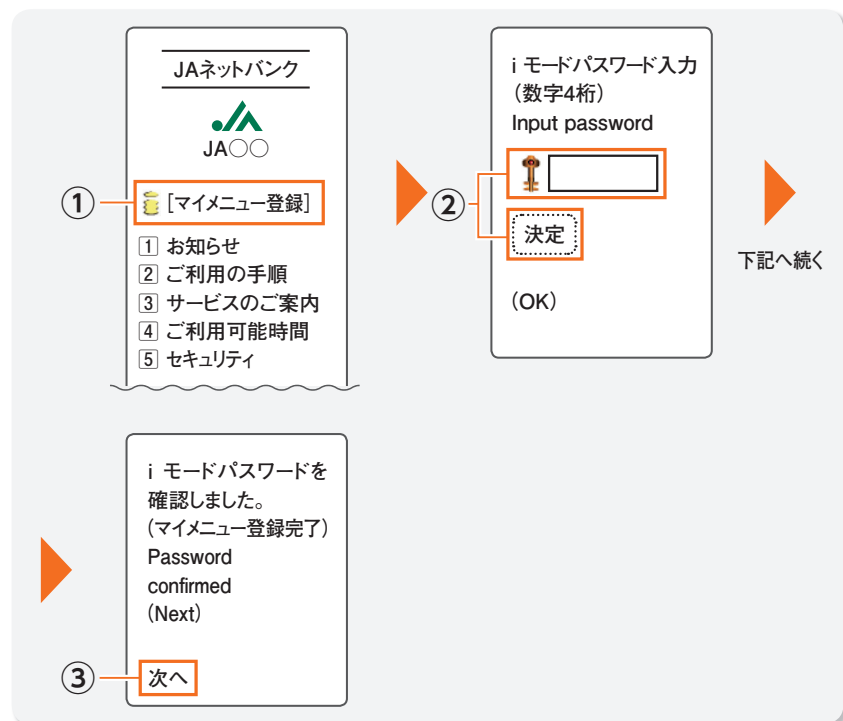 JAネットバンク
JA○○
①
[マイメニュー登録]
1 お知らせ
2 ご利用の手順
3 サービスのご案内
4 ご利用可能時間
5 セキュリティ
i モードパスワード入力
(数字4桁)
Input password
②
決定
(OK)
下記へ続く
i モードパスワードを
確認しました。
(マイメニュー登録完了)
Password
confirmed
(Next)
③
次へ